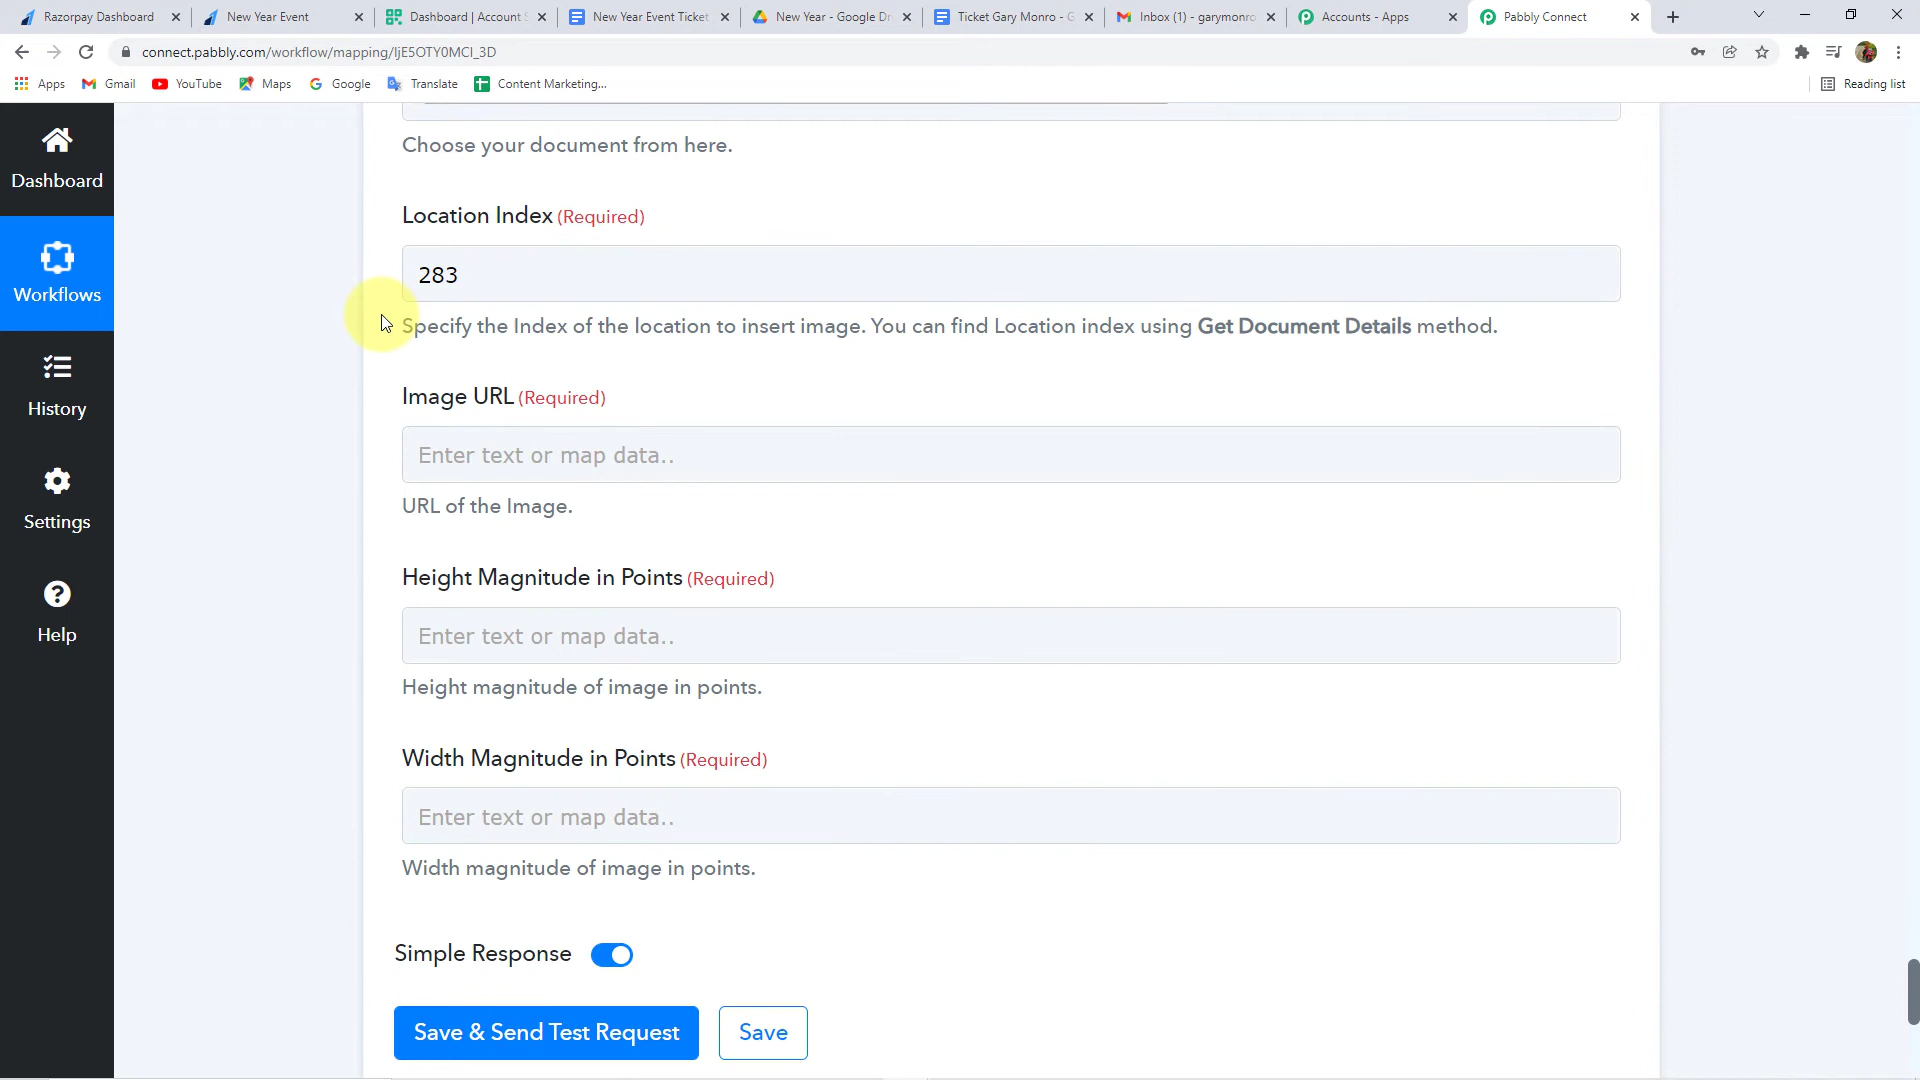 Razorpay Dashboard
New Year Event
Dashboard | Account
New Year Event Ticket
New Year - Google Dr
Ticket Gary Monro - G
Inbox (1) - garymonro
Accounts - Apps
Pabbly Connect
connect.pabbly.com/workflow/mapping/IjE5OTY0MCI_3D
Apps
Gmail
YouTube
Maps
Google
Translate
Content Marketing...
Reading list
Dashboard
Workflows
History
Settings
Help
Choose your document from here.
Location Index (Required)
283
Specify the Index of the location to insert image. You can find Location index using Get Document Details method.
Image URL (Required)
Enter text or map data..
URL of the Image.
Height Magnitude in Points (Required)
Enter text or map data..
Height magnitude of image in points.
Width Magnitude in Points (Required)
Enter text or map data..
Width magnitude of image in points.
Simple Response
Save & Send Test Request
Save